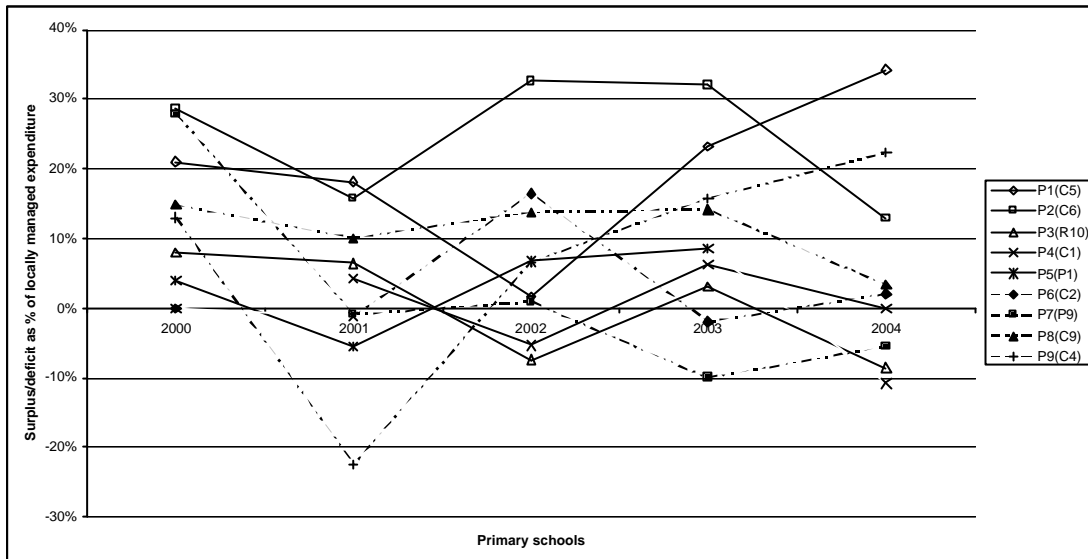 40%
30%
20%
10%
0%
-10%
-20%
-30%
Surplus/deficit as % of locally managed expenditure
2000 2001 2002 2003 2004
Primary schools
P1(C5)
P2(C6)
P3(R10)
P4(C1)
P5(P1)
P6(C2)
P7(P9)
P8(C9)
P9(C4)